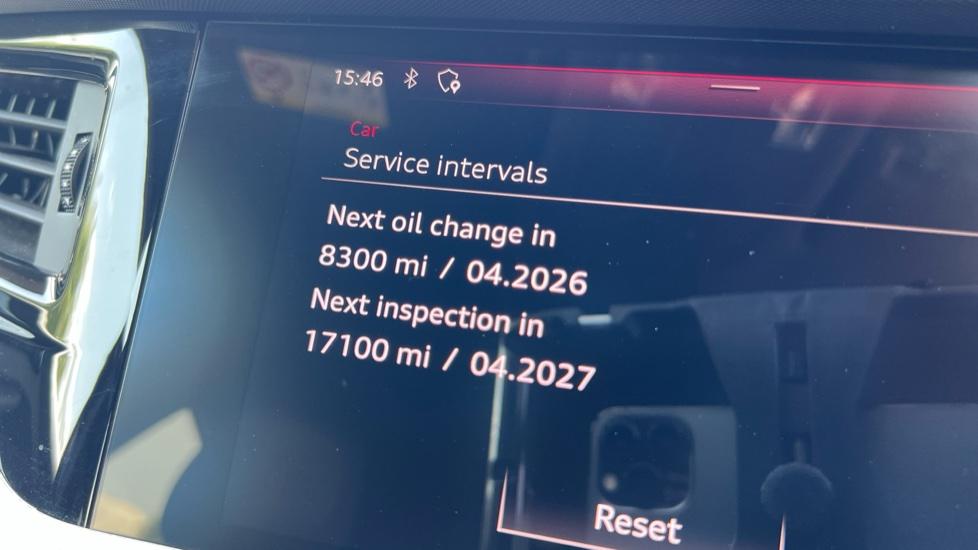 15:46
Car
Service intervals
Next oil change in
8300 mi / 04.2026
Next inspection in
17100 mi / 04.2027
Reset